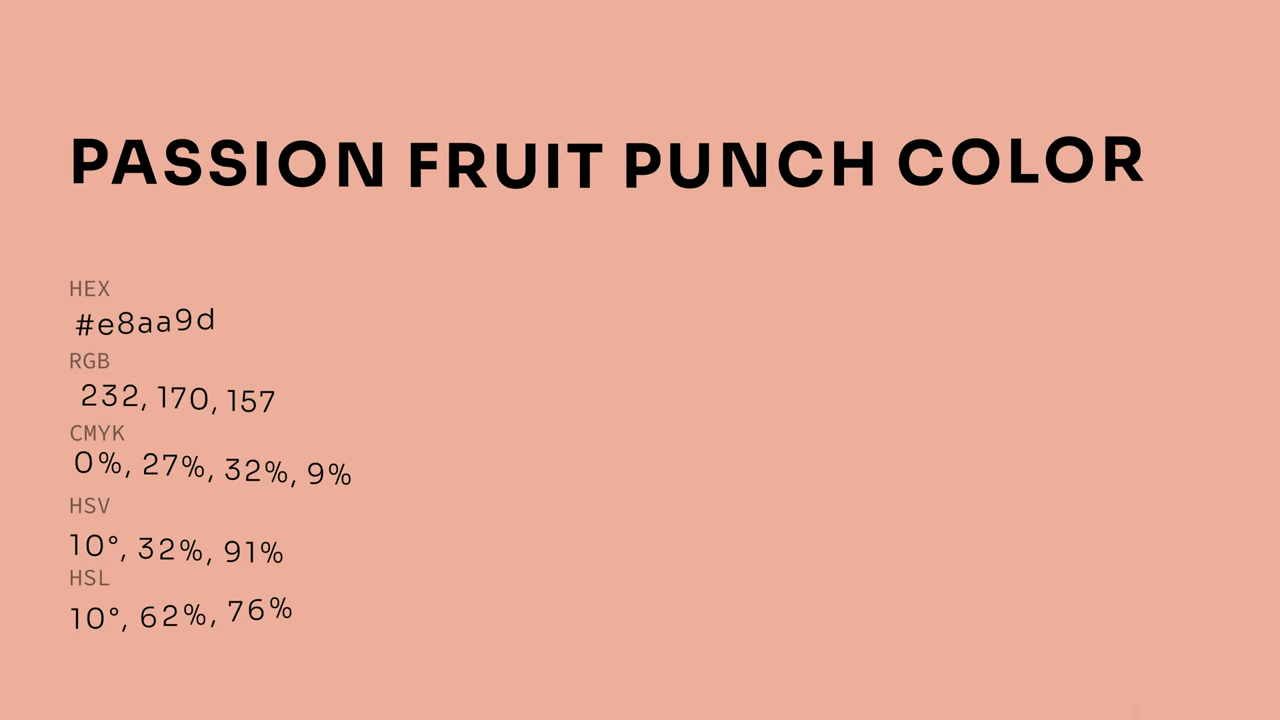 PASSION FRUIT PUNCH COLOR
HEX
#e8aa9d
RGB
232, 170, 157
CMYK
0%, 27%, 32%, 9%
HSV
10°, 32%, 91%
HSL
10°, 62%, 76%